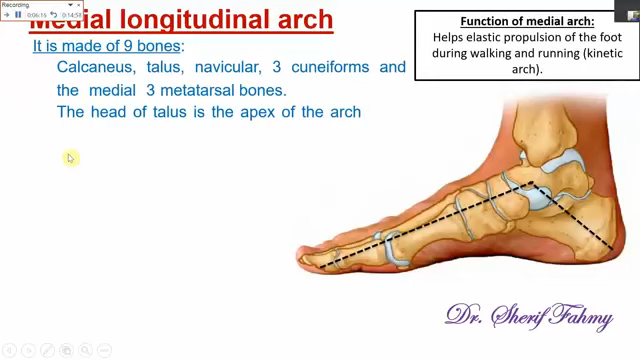 Recording
0:06:15
0:14:58
Medial longitudinal arch
It is made of 9 bones:
Calcaneus, talus, navicular, 3 cuneiforms and
the medial 3 metatarsal bones.
The head of talus is the apex of the arch
Function of medial arch:
Helps elastic propulsion of the foot
during walking and running (kinetic
arch).
Dr. Sherif Fahmy